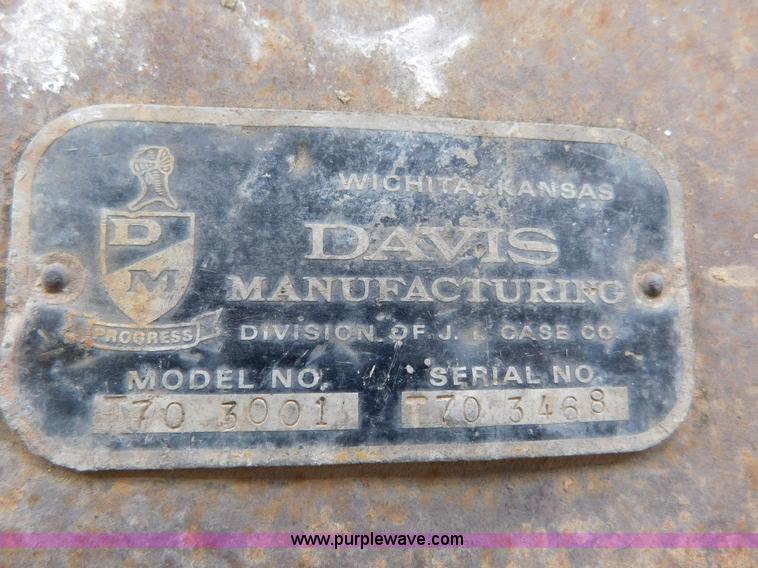 WICHITA, KANSAS
DAVIS
MANUFACTURING
DIVISION OF J. I. CASE CO
D
M
PROGRESS
MODEL NO. SERIAL NO.
T70 3001 T70 3468
www.purplewave.com